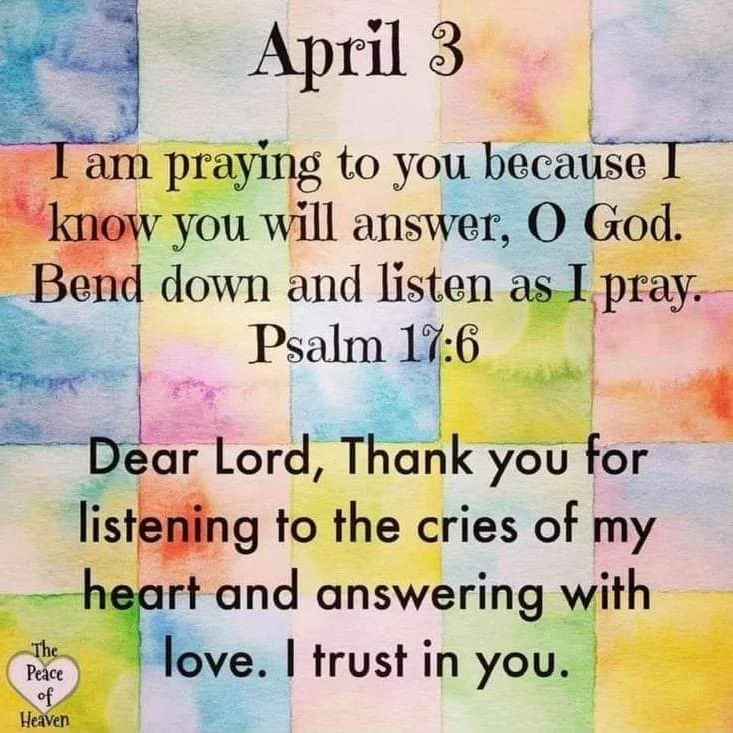 April 3
I am praying to you because I
know you will answer, O God.
Bend down and listen as I pray.
Psalm 17:6
Dear Lord, Thank you for
listening to the cries of my
heart and answering with
love. I trust in you.
The
Peace
of
Heaven